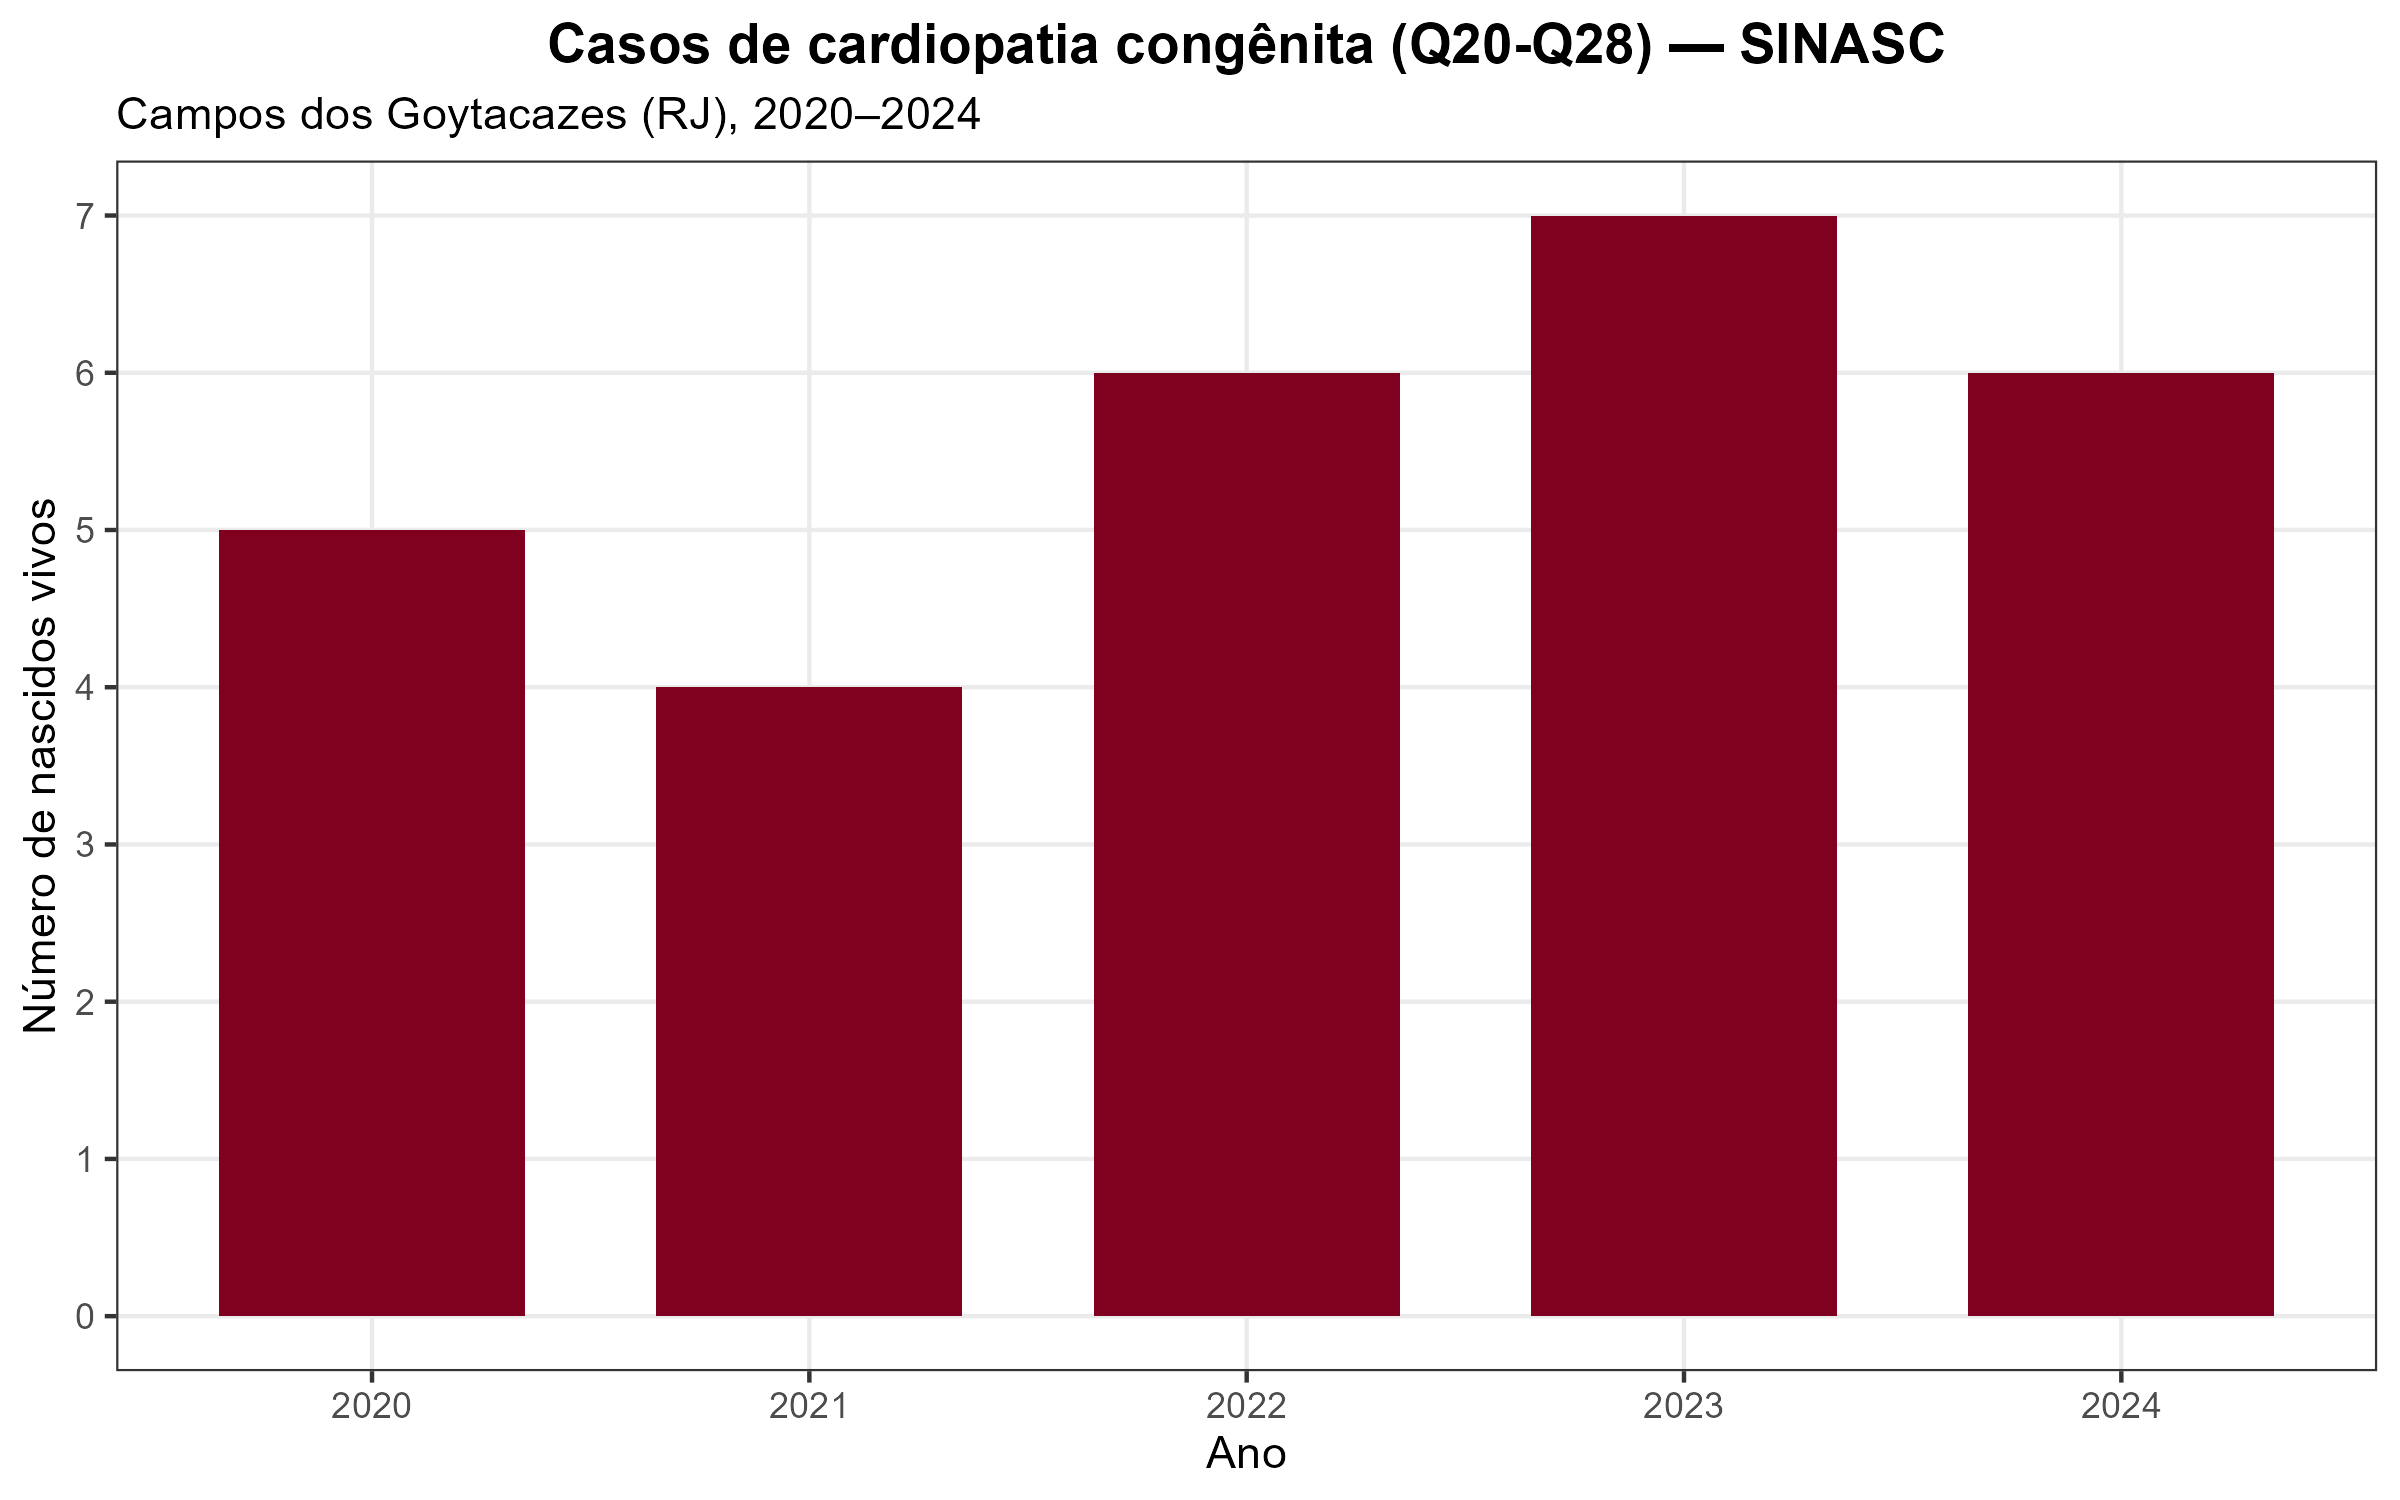 Casos de cardiopatia congênita (Q20-Q28) — SINASC
Campos dos Goytacazes (RJ), 2020–2024
Número de nascidos vivos
7
6
5
4
3
2
1
0
2020 2021 2022 2023 2024
Ano